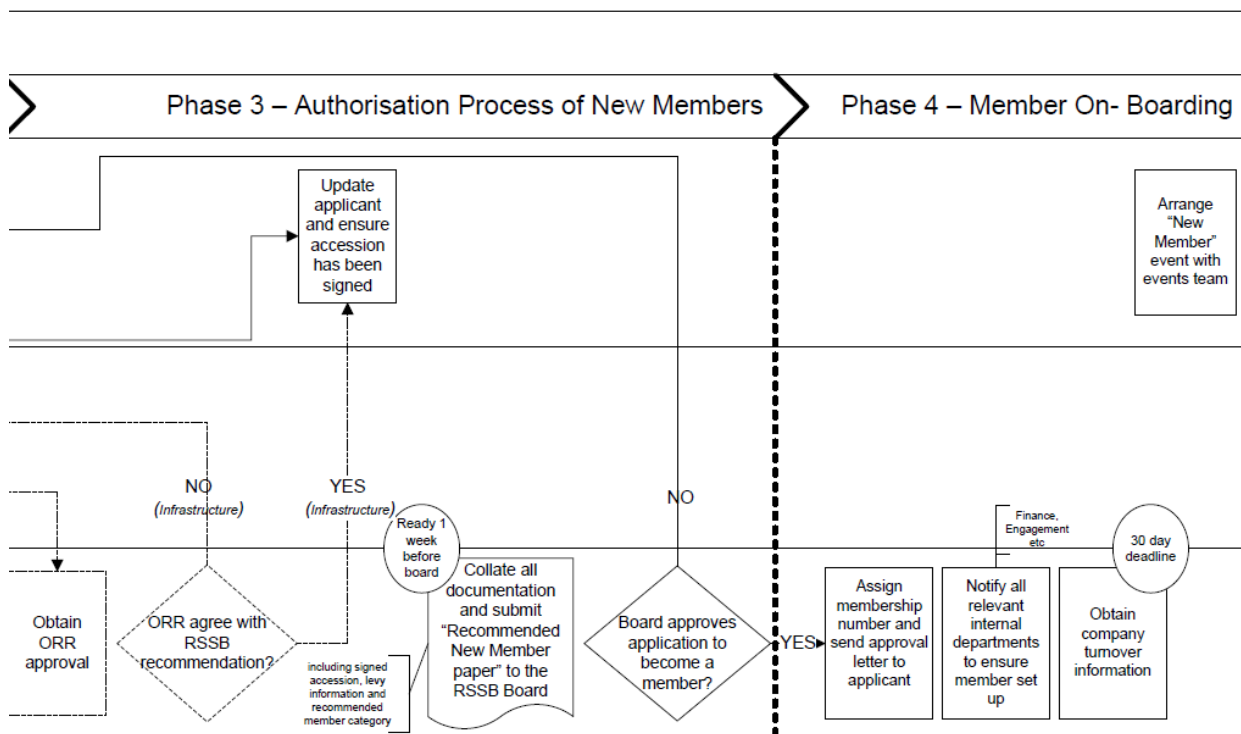 Phase 3 – Authorisation Process of New Members
Phase 4 – Member On- Boarding
Update
applicant
and ensure
accession
has been
signed
Arrange
“New
Member”
event with
events team
NO
(Infrastructure)
YES
(Infrastructure)
NO
Ready 1
week
before
board
Finance,
Engagement
etc
30 day
deadline
Obtain
ORR
approval
ORR agree with
RSSB
recommendation?
including signed
accession, levy
information and
recommended
member category
Collate all
documentation
and submit
“Recommended
New Member
paper” to the
RSSB Board
Board approves
application to
become a
member?
YES
Assign
membership
number and
send approval
letter to
applicant
Notify all
relevant
internal
departments
to ensure
member set
up
Obtain
company
turnover
information